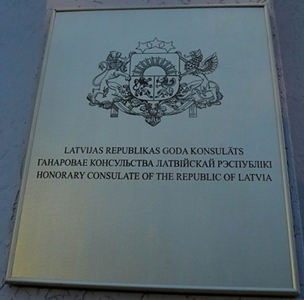 LATVIJAS REPUBLIKAS GODA KONSULĀTS
ГАНАРОВАЕ КОНСУЛЬСТВА ЛАТВІЙСКАЙ РЭСПУБЛІКІ
HONORARY CONSULATE OF THE REPUBLIC OF LATVIA